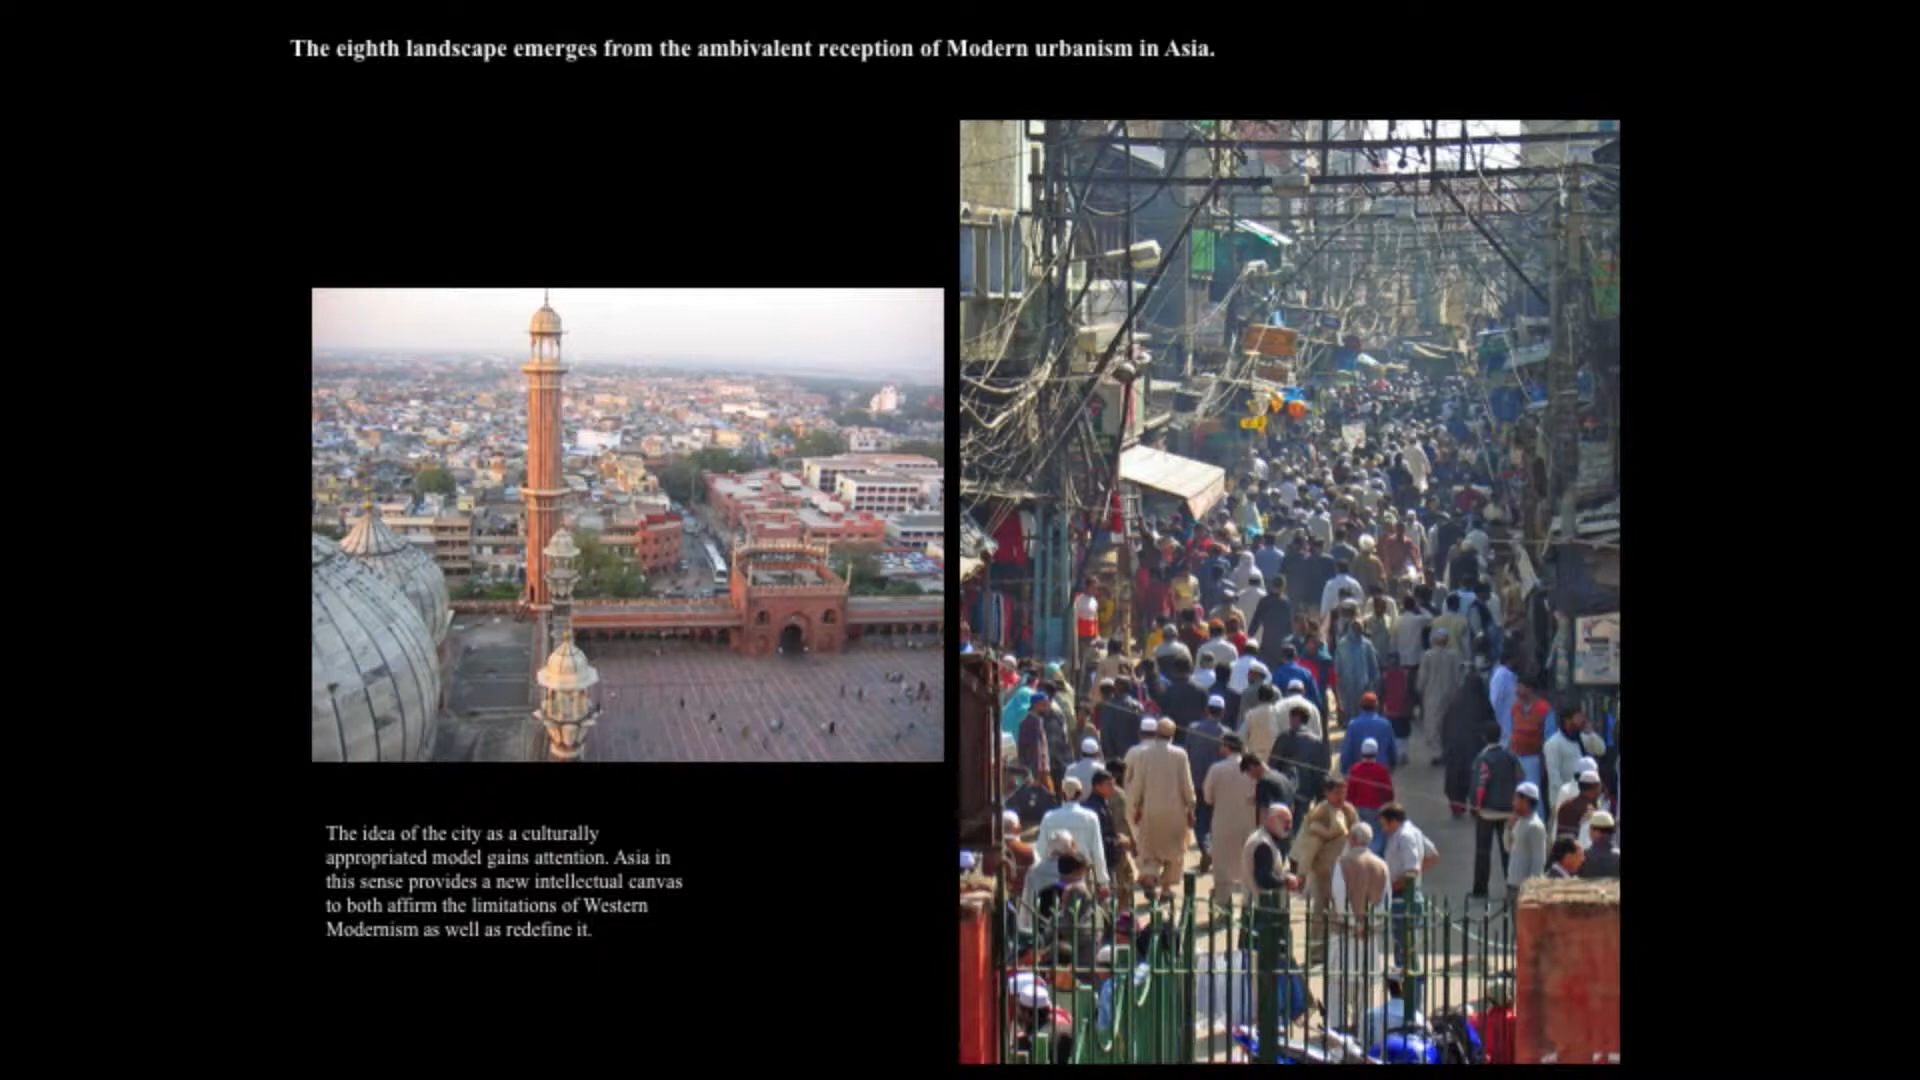 The eighth landscape emerges from the ambivalent reception of Modern urbanism in Asia.
The idea of the city as a culturally
appropriated model gains attention. Asia in
this sense provides a new intellectual canvas
to both affirm the limitations of Western
Modernism as well as redefine it.